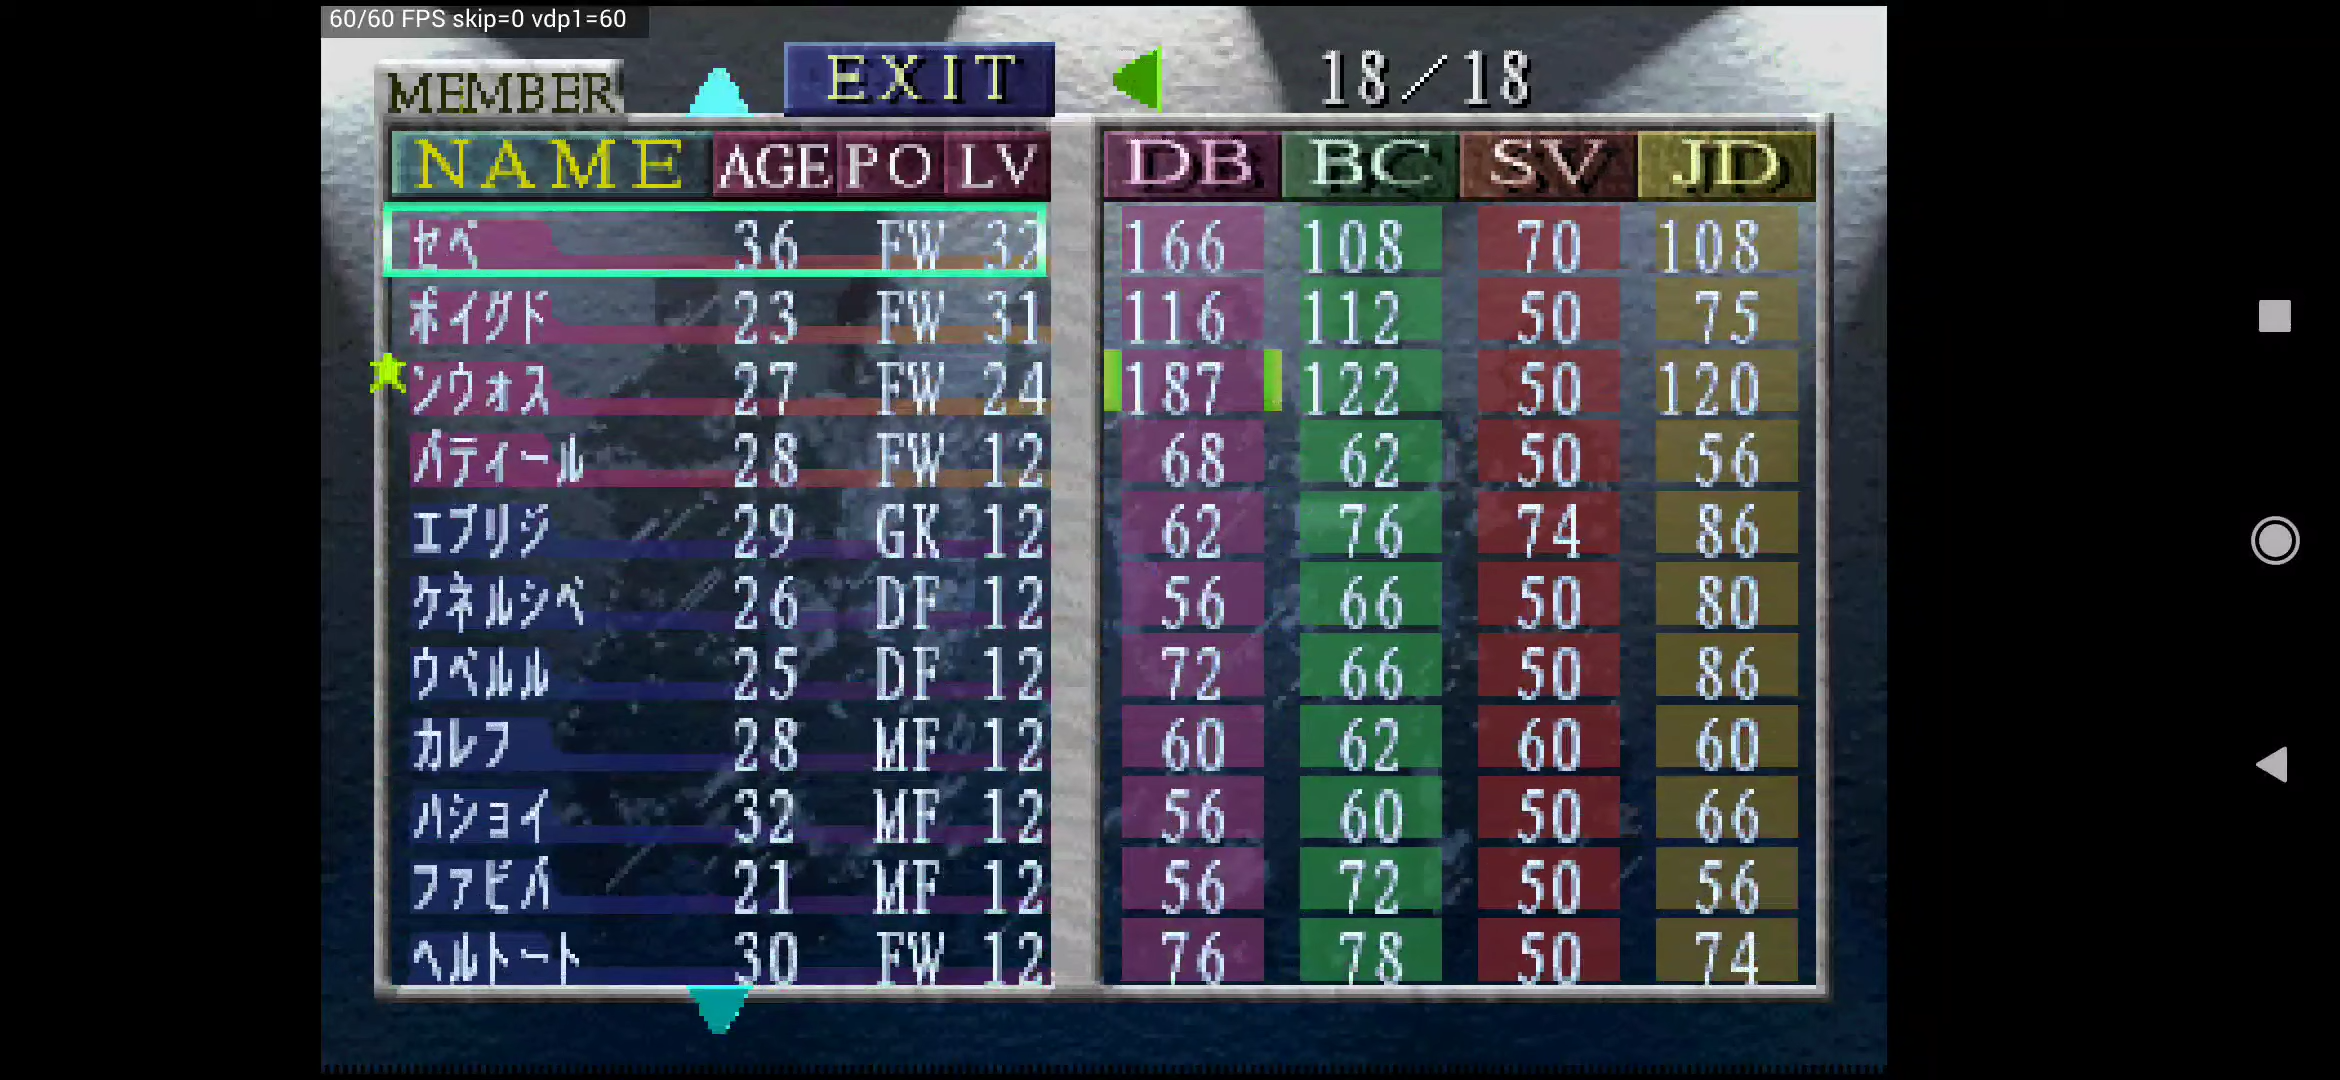 60/60 FPS skip=0 vdp1=60
MEMBER EXIT 18/18
NAME AGE PO LV DB BC SV JD
セベ 36 FW 32 166 108 70 108
ボイグド 23 FW 31 116 112 50 75
ンウォス 27 FW 24 187 122 50 120
パティール 28 FW 12 68 62 50 56
エブリジ 29 GK 12 62 76 74 86
ケネルシベ 26 DF 12 56 66 50 80
ウベルル 25 DF 12 72 66 50 86
カレフ 28 MF 12 60 62 60 60
ハショイ 32 MF 12 56 60 50 66
ファビバ 21 MF 12 56 72 50 56
ヘルトート 30 FW 12 76 78 50 74